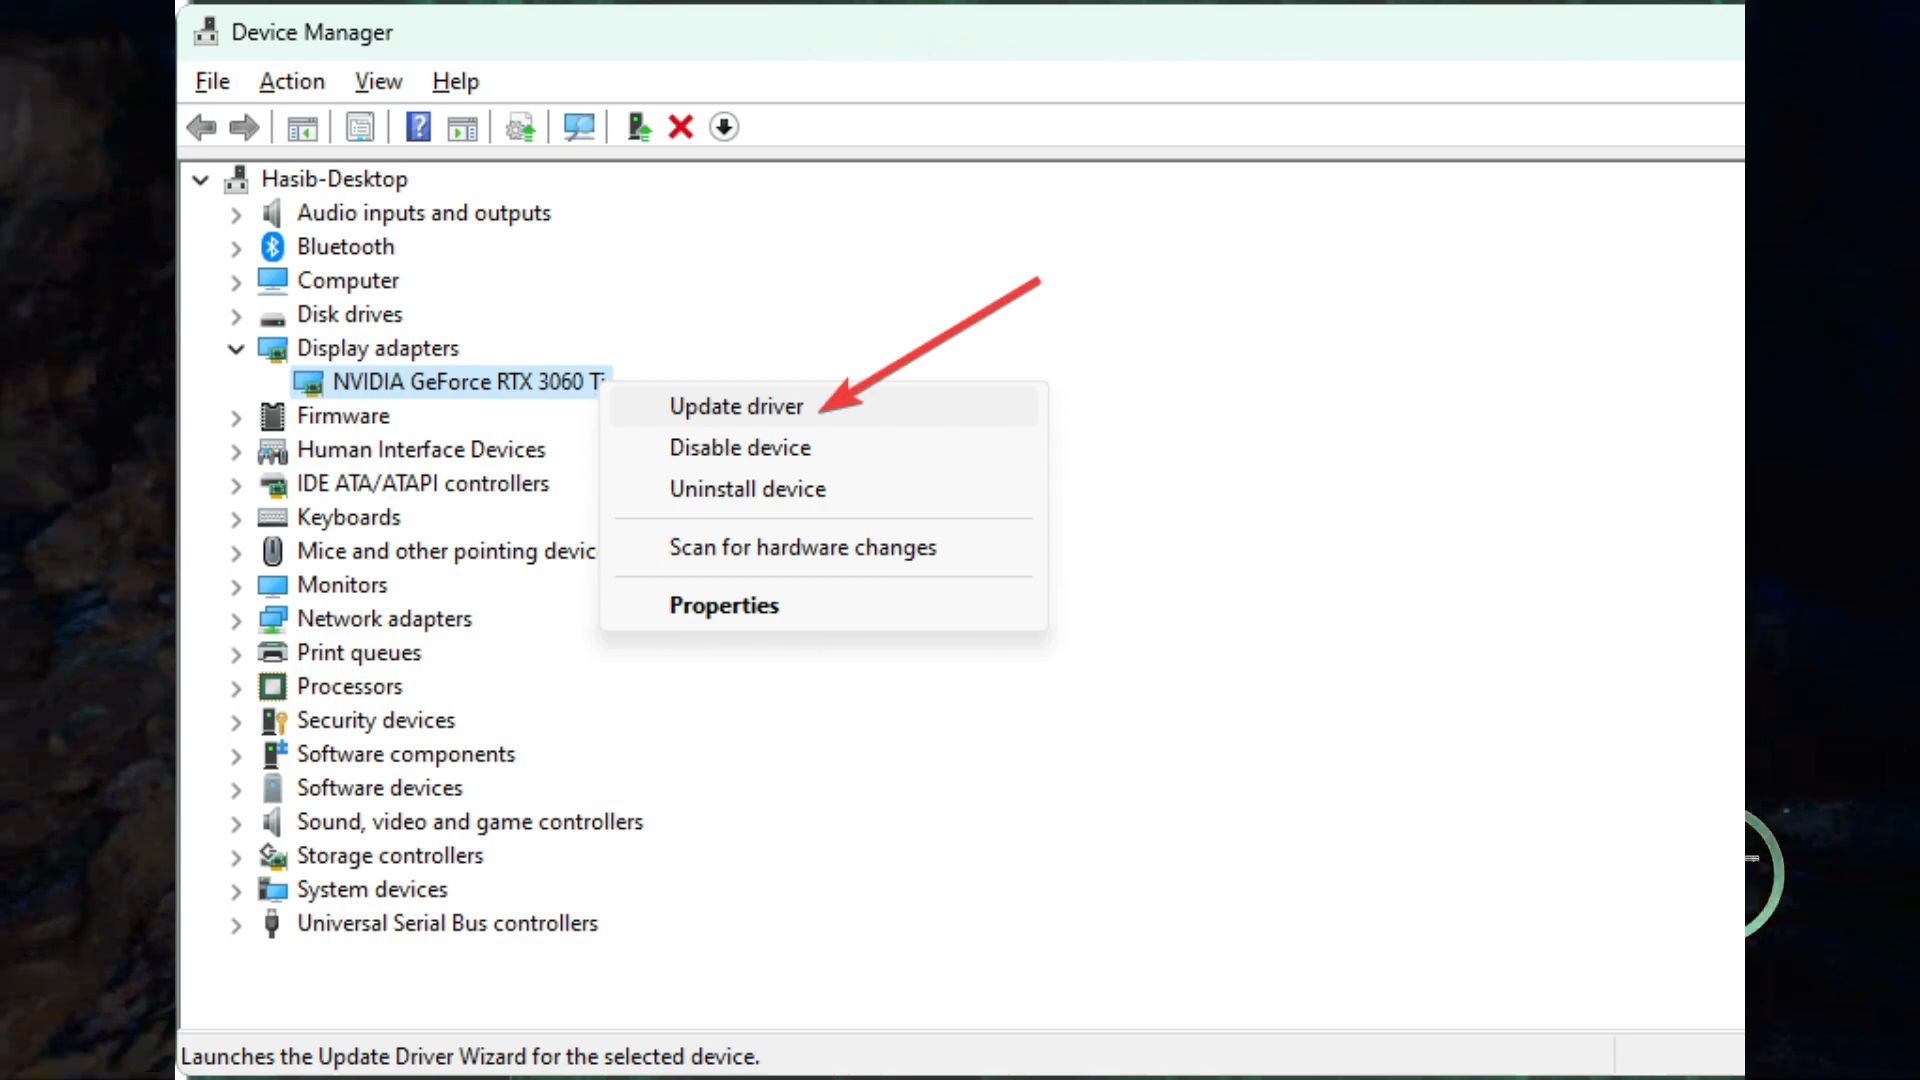 Device Manager
File Action View Help
Hasib-Desktop
Audio inputs and outputs
Bluetooth
Computer
Disk drives
Display adapters
NVIDIA GeForce RTX 3060 Ti
Update driver
Firmware
Disable device
Human Interface Devices
IDE ATA/ATAPI controllers
Uninstall device
Keyboards
Mice and other pointing devic
Scan for hardware changes
Monitors
Properties
Network adapters
Print queues
Processors
Security devices
Software components
Software devices
Sound, video and game controllers
Storage controllers
System devices
Universal Serial Bus controllers
Launches the Update Driver Wizard for the selected device.